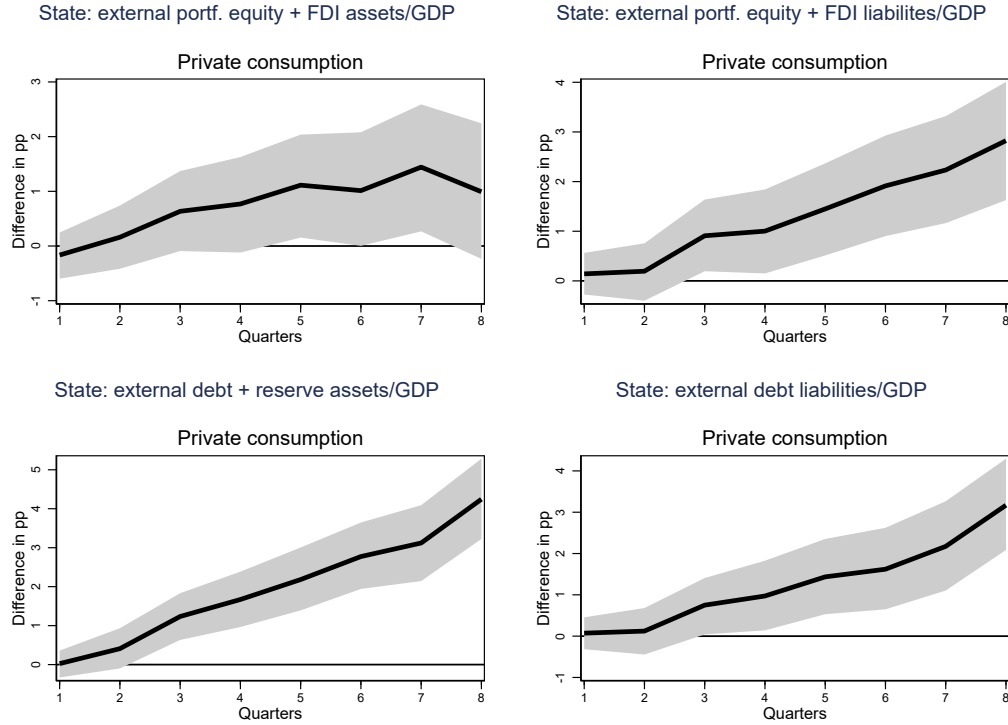 State: external portf. equity + FDI assets/GDP
Private consumption
Difference in pp
3
2
1
0
-1
1 2 3 4 5 6 7 8
Quarters
State: external portf. equity + FDI liabilites/GDP
Private consumption
Difference in pp
4
3
2
1
0
1 2 3 4 5 6 7 8
Quarters
State: external debt + reserve assets/GDP
Private consumption
Difference in pp
5
4
3
2
1
0
1 2 3 4 5 6 7 8
Quarters
State: external debt liabilities/GDP
Private consumption
Difference in pp
4
3
2
1
0
-1
1 2 3 4 5 6 7 8
Quarters